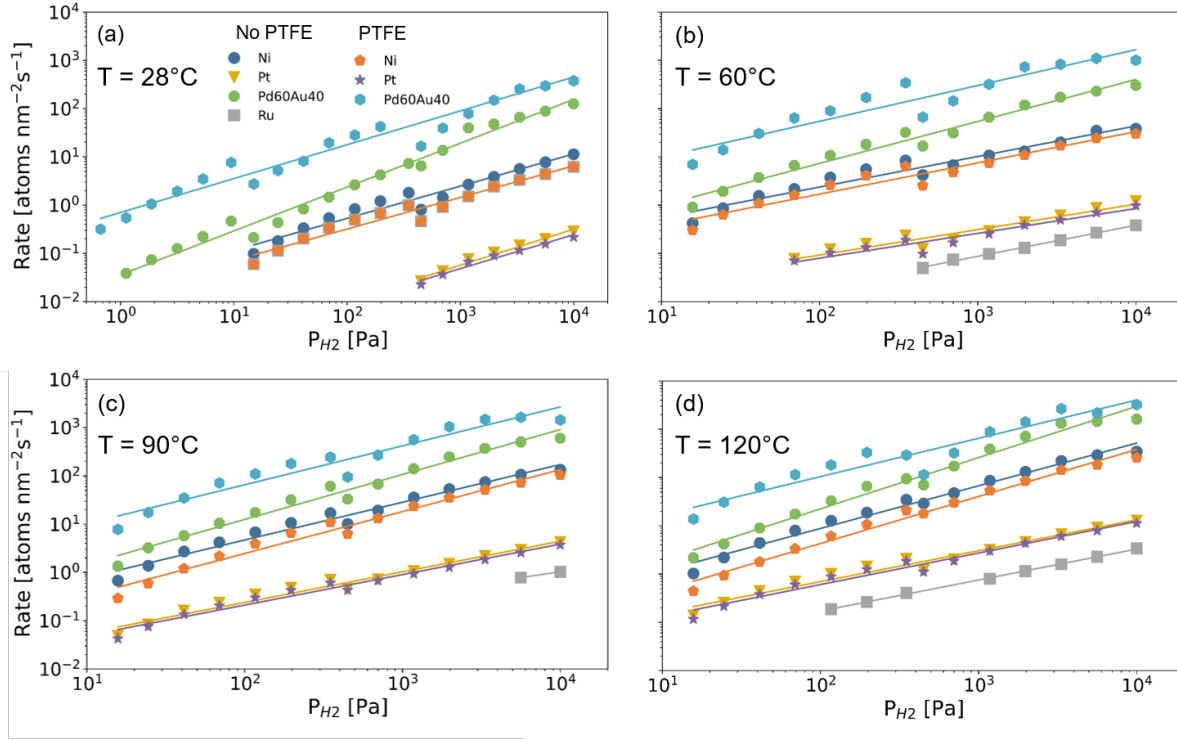 (a)
T = 28°C
No PTFE PTFE
Ni Ni
Pt Pt
Pd60Au40 Pd60Au40
Ru
Rate [atoms nm⁻²s⁻¹]
10⁴
10³
10²
10¹
10⁰
10⁻¹
10⁻²
10⁰ 10¹ 10² 10³ 10⁴
P_H2 [Pa]
(b)
T = 60°C
10¹ 10² 10³ 10⁴
P_H2 [Pa]
(c)
T = 90°C
Rate [atoms nm⁻²s⁻¹]
10⁴
10³
10²
10¹
10⁰
10⁻¹
10⁻²
10¹ 10² 10³ 10⁴
P_H2 [Pa]
(d)
T = 120°C
10¹ 10² 10³ 10⁴
P_H2 [Pa]